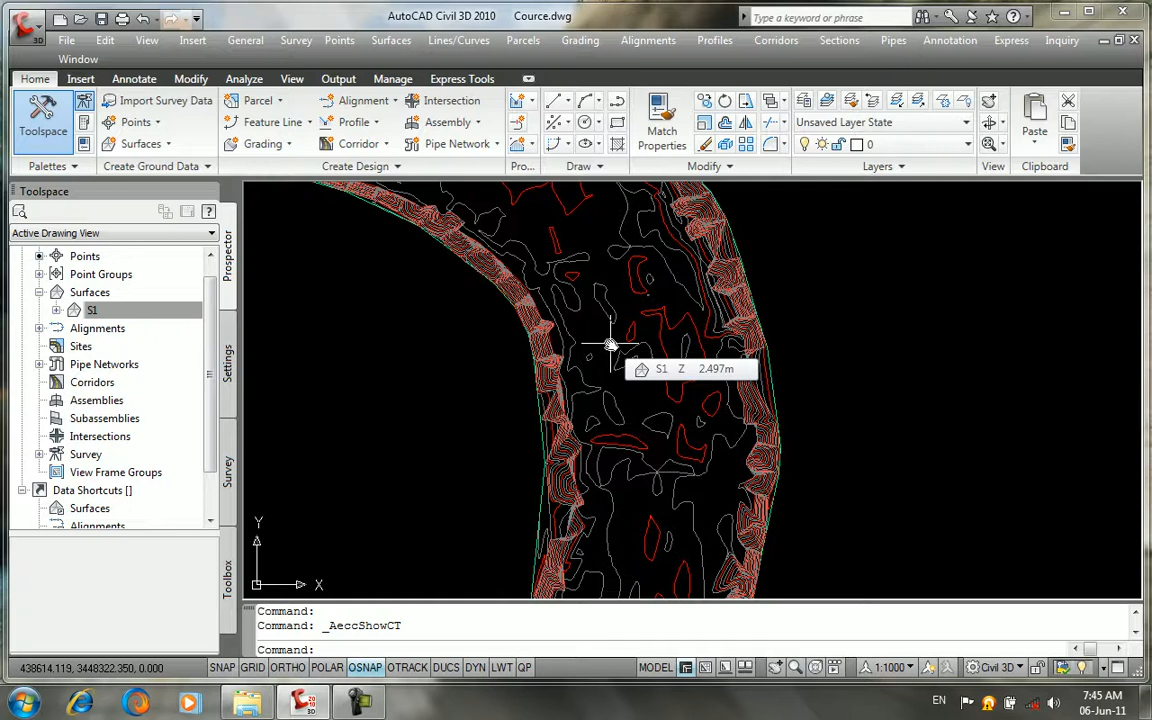 AutoCAD Civil 3D 2010 Cource.dwg
Type a keyword or phrase
3D
File Edit View Insert General Survey Points Surfaces Lines/Curves Parcels Grading Alignments Profiles Corridors Sections Pipes Annotation Express Inquiry
Window
Home Insert Annotate Modify Analyze View Output Manage Express Tools
Import Survey Data Parcel Alignment Intersection
Unsaved Layer State
Points Feature Line Profile Assembly
Toolspace Match Properties Paste
Surfaces Grading Corridor Pipe Network 0
Palettes Create Ground Data Create Design Pro... Draw Modify Layers View Clipboard
Toolspace
Active Drawing View
Points
Point Groups
Surfaces
S1
Alignments
Sites
Pipe Networks
Corridors
Assemblies
Subassemblies
Intersections
Survey
View Frame Groups
Data Shortcuts []
Surfaces
Alignments
Prospector
Settings
Survey
Toolbox
S1 Z 2.497m
Y
X
Command:
Command: _AeccShowCT
Command:
438614.119, 3448322.350, 0.000 SNAP GRID ORTHO POLAR OSNAP OTRACK DUCS DYN LWT QP MODEL 1:1000 Civil 3D
EN 7:45 AM
06-Jun-11